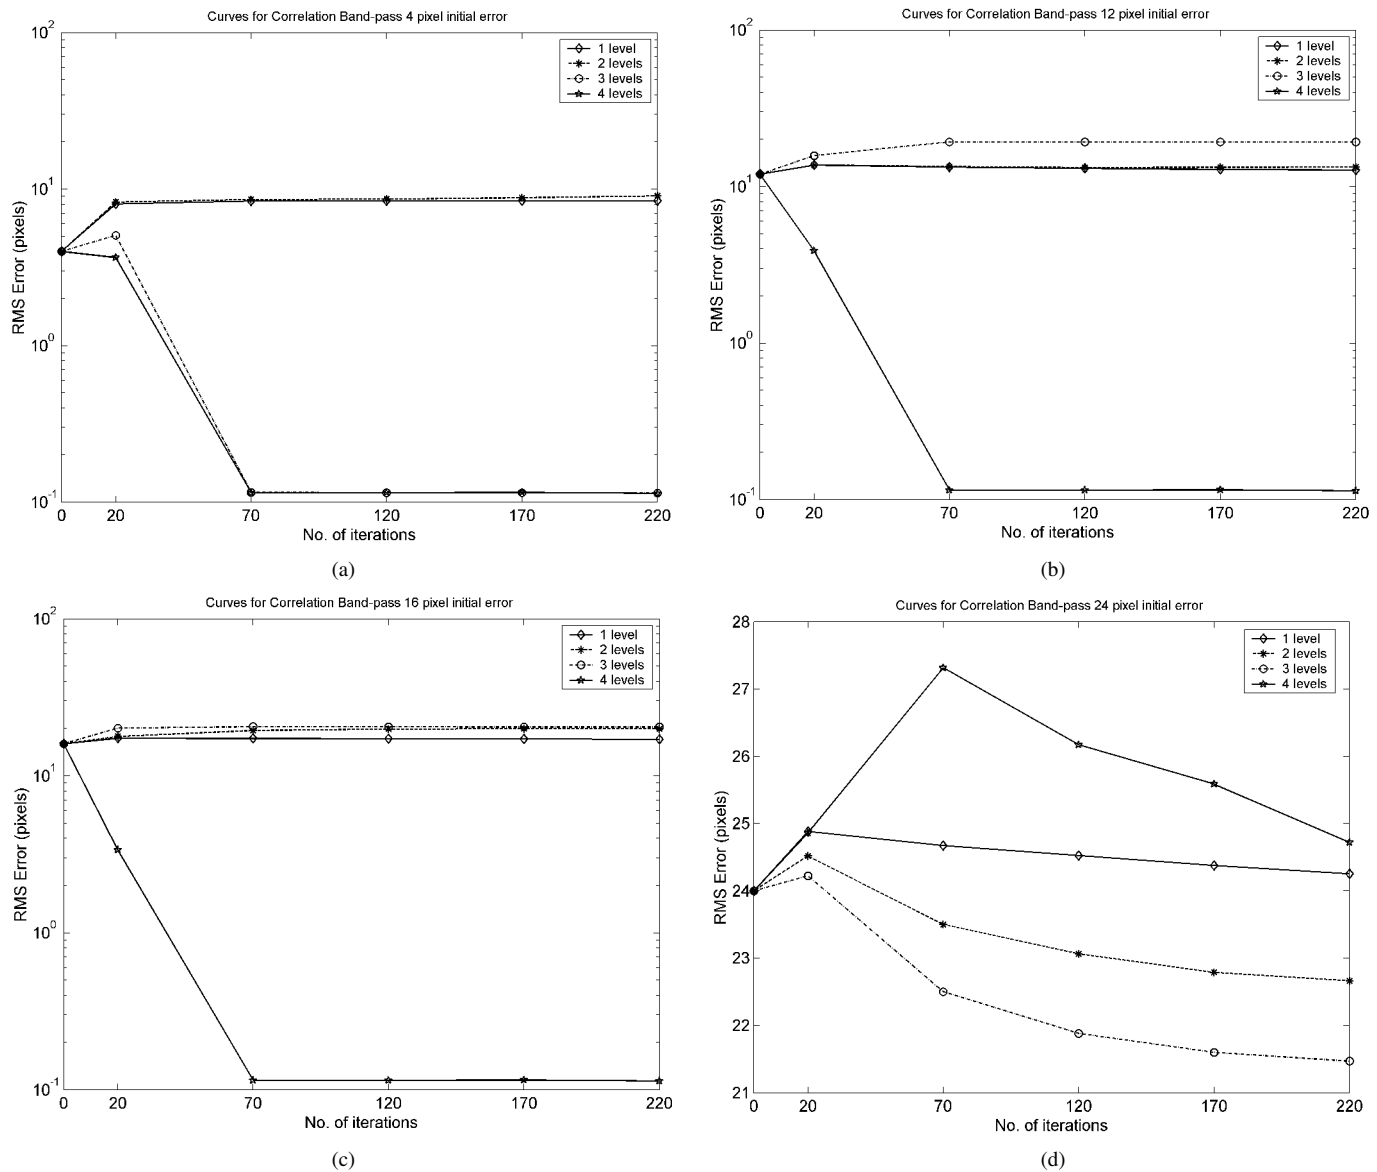 Curves for Correlation Band-pass 4 pixel initial error
10^2
10^1
10^0
10^-1
RMS Error (pixels)
1 level
2 levels
3 levels
4 levels
0 20 70 120 170 220
No. of iterations
(a)
Curves for Correlation Band-pass 12 pixel initial error
10^2
10^1
10^0
10^-1
RMS Error (pixels)
1 level
2 levels
3 levels
4 levels
0 20 70 120 170 220
No. of iterations
(b)
Curves for Correlation Band-pass 16 pixel initial error
10^2
10^1
10^0
10^-1
RMS Error (pixels)
1 level
2 levels
3 levels
4 levels
0 20 70 120 170 220
No. of iterations
(c)
Curves for Correlation Band-pass 24 pixel initial error
28
27
26
25
24
23
22
21
RMS Error (pixels)
1 level
2 levels
3 levels
4 levels
0 20 70 120 170 220
No. of iterations
(d)